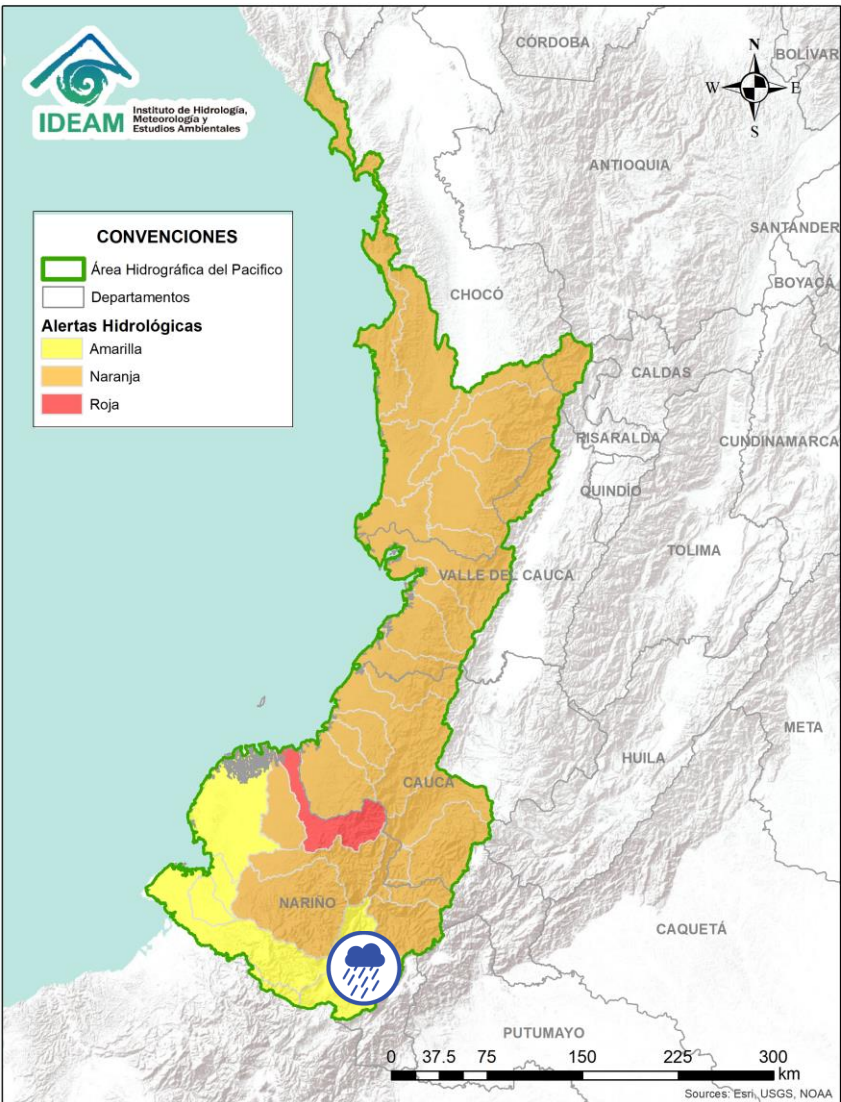 IDEAM
Instituto de Hidrología,
Meteorología y
Estudios Ambientales
N
W
E
S
CÓRDOBA
BOLÍVAR
ANTIOQUIA
SANTANDER
BOYACÁ
CHOCÓ
CONVENCIONES
Área Hidrográfica del Pacifico
Departamentos
Alertas Hidrológicas
Amarilla
Naranja
Roja
CALDAS
RISARALDA
CUNDINAMARCA
QUINDÍO
TOLIMA
VALLE DEL CAUCA
META
HUILA
CAUCA
NARIÑO
CAQUETÁ
PUTUMAYO
0 37.5 75 150 225 300
km
Sources: Esri, USGS, NOAA